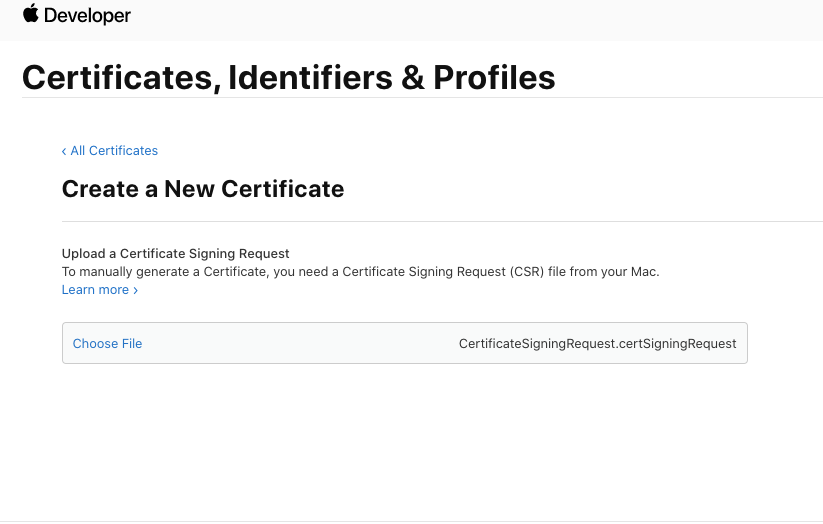 Developer
Certificates, Identifiers & Profiles
‹ All Certificates
Create a New Certificate
Upload a Certificate Signing Request
To manually generate a Certificate, you need a Certificate Signing Request (CSR) file from your Mac.
Learn more ›
Choose File CertificateSigningRequest.certSigningRequest